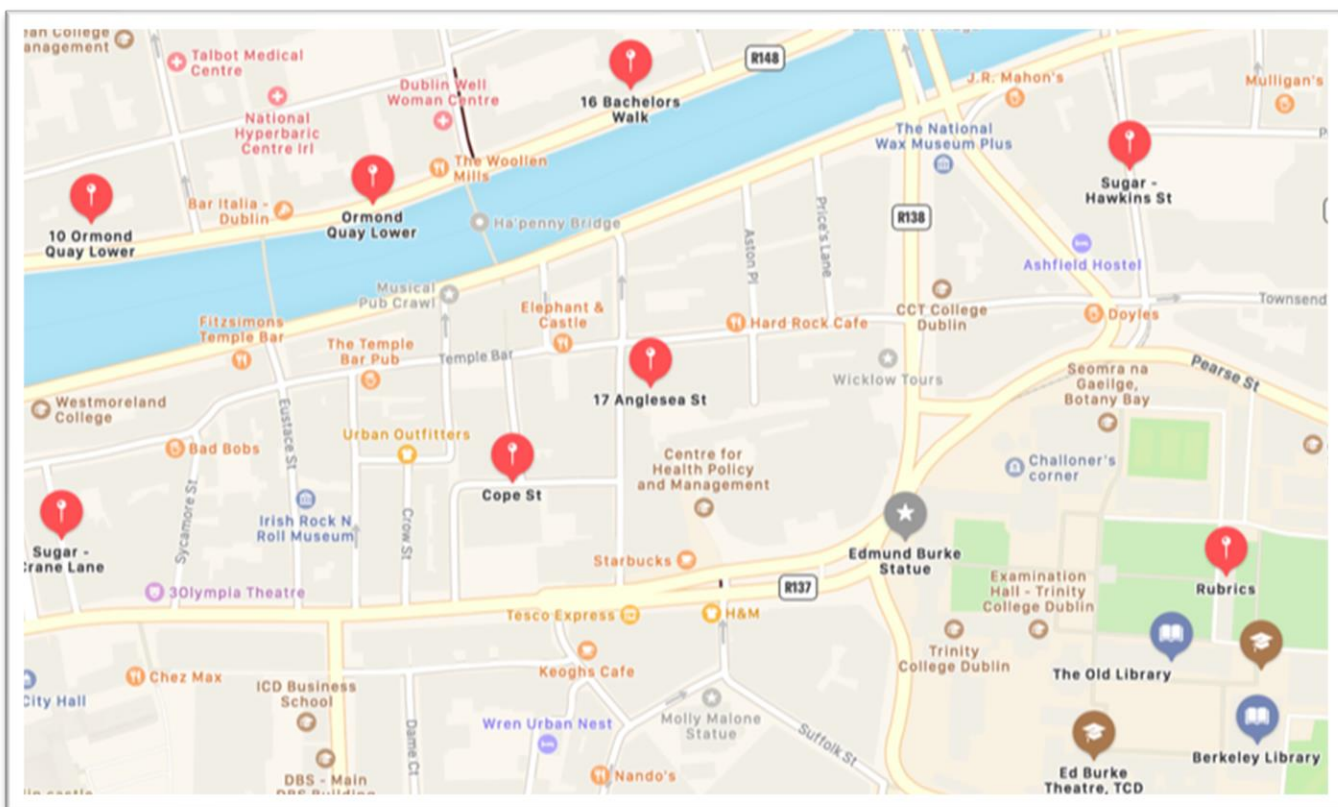 ean College
anagement
Talbot Medical
Centre
National
Hyperbaric
Centre Irl
Dublin Well
Woman Centre
16 Bachelors
Walk
R148
J.R. Mahon's
Mulligan's
The National
Wax Museum Plus
Sugar -
Hawkins St
10 Ormond
Quay Lower
Bar Italia -
Dublin
Ormond
Quay Lower
The Woollen
Mills
Ha'penny Bridge
Aston Pl
Price's Lane
R138
Ashfield Hostel
Musical
Pub Crawl
Elephant &
Castle
Hard Rock Cafe
CCT College
Dublin
Doyles
Townsend
Fitzsimons
Temple Bar
The Temple
Bar Pub
Temple Bar
17 Anglesea St
Wicklow Tours
Seomra na
Gaeilge,
Botany Bay
Pearse St
Westmoreland
College
Bad Bobs
Eustace St
Urban Outfitters
Cope St
Centre for
Health Policy
and Management
Challoner's
corner
Sugar -
Crane Lane
Sycamore St
Irish Rock N
Roll Museum
Crow St
Starbucks
Edmund Burke
Statue
Rubrics
3Olympia Theatre
Tesco Express
H&M
R137
Examination
Hall - Trinity
College Dublin
Trinity
College Dublin
The Old Library
City Hall
Chez Max
ICD Business
School
Keoghs Cafe
Wren Urban Nest
Molly Malone
Statue
Suffolk St
Dame Ct
DBS - Main
Nando's
Ed Burke
Theatre, TCD
Berkeley Library